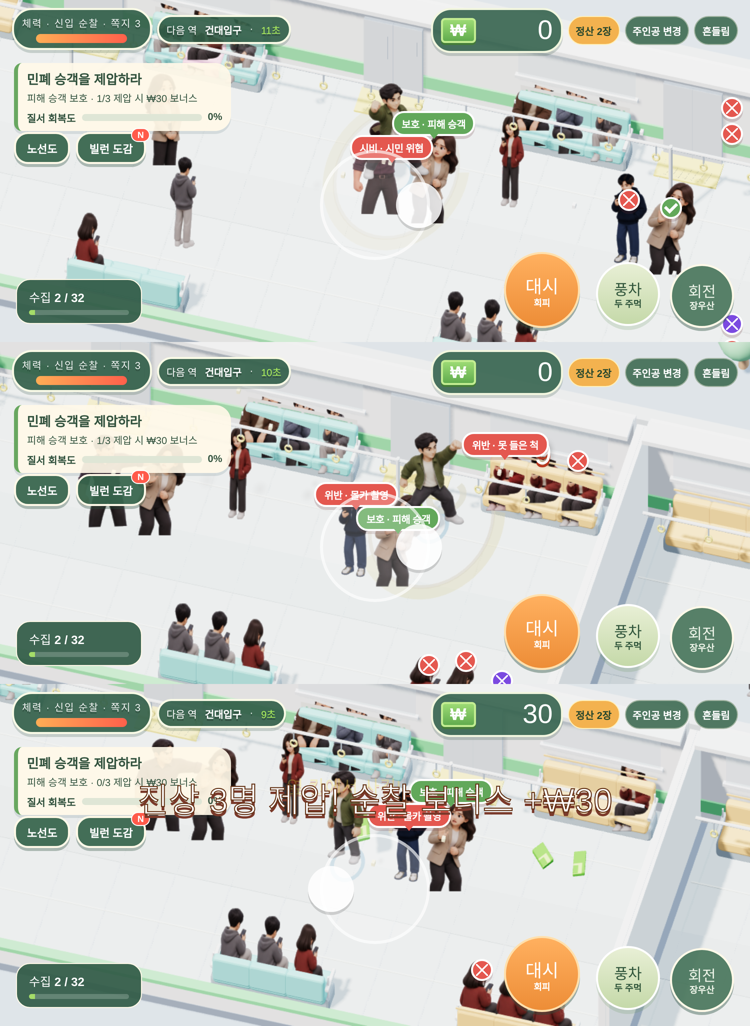 체력 · 신입 순찰 · 쪽지 3
다음 역 건대입구 · 11초
₩ 0
정산 2장
주인공 변경
흔들림
민폐 승객을 제압하라
피해 승객 보호 · 1/3 제압 시 ₩30 보너스
질서 회복도 0%
노선도
빌런 도감
N
보호 · 피해 승객
시비 · 시민 위협
수집 2 / 32
대시
회피
풍차
두 주먹
회전
장우산
체력 · 신입 순찰 · 쪽지 3
다음 역 건대입구 · 10초
₩ 0
정산 2장
주인공 변경
흔들림
민폐 승객을 제압하라
피해 승객 보호 · 1/3 제압 시 ₩30 보너스
질서 회복도 0%
노선도
빌런 도감
N
위반 · 못 들은 척
위반 · 몰카 촬영
보호 · 피해 승객
수집 2 / 32
대시
회피
풍차
두 주먹
회전
장우산
체력 · 신입 순찰 · 쪽지 3
다음 역 건대입구 · 9초
₩ 30
정산 2장
주인공 변경
흔들림
민폐 승객을 제압하라
피해 승객 보호 · 0/3 제압 시 ₩30 보너스
질서 회복도
진상 3명 제압! 순찰 보너스 +₩30
노선도
빌런 도감
N
수집 2 / 32
대시
회피
풍차
두 주먹
회전
장우산